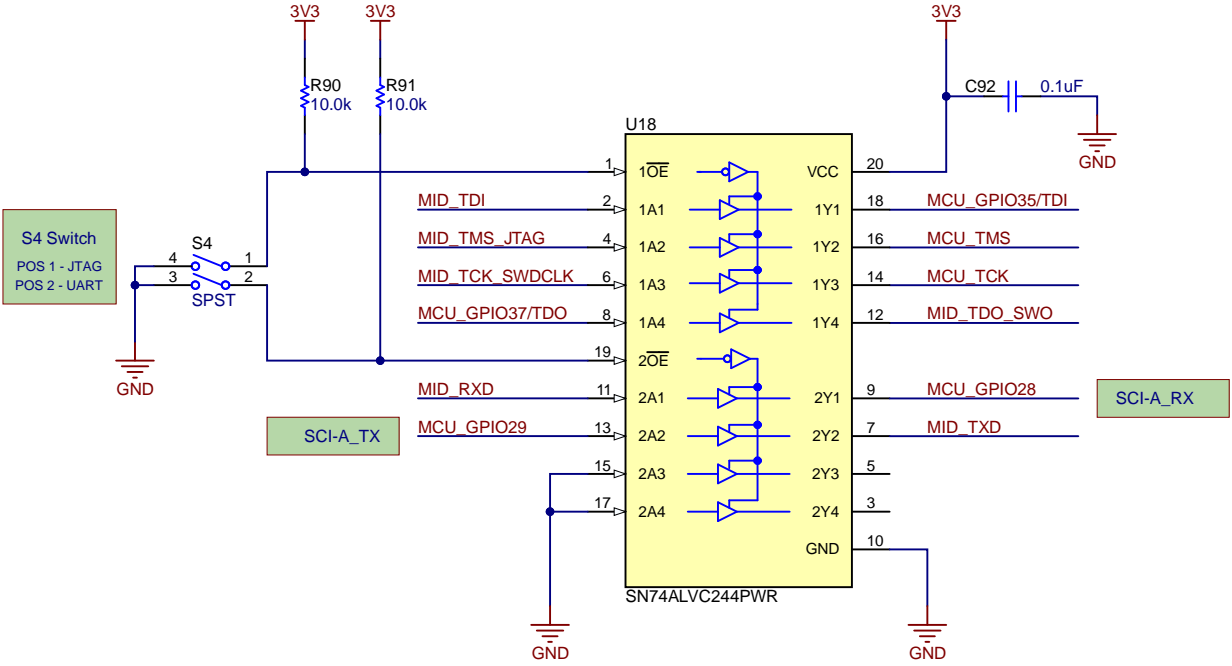 3V3
3V3
3V3
R90
10.0k
R91
10.0k
C92
0.1uF
GND
U18
1
1OE
VCC
20
MID_TDI
2
1A1
1Y1
18
MCU_GPIO35/TDI
MID_TMS_JTAG
4
1A2
1Y2
16
MCU_TMS
MID_TCK_SWDCLK
6
1A3
1Y3
14
MCU_TCK
MCU_GPIO37/TDO
8
1A4
1Y4
12
MID_TDO_SWO
S4 Switch
POS 1 - JTAG
POS 2 - UART
S4
4
1
3
2
SPST
GND
19
2OE
MID_RXD
11
2A1
2Y1
9
MCU_GPIO28
SCI-A_RX
SCI-A_TX
MCU_GPIO29
13
2A2
2Y2
7
MID_TXD
15
2A3
2Y3
5
17
2A4
2Y4
3
GND
10
SN74ALVC244PWR
GND
GND